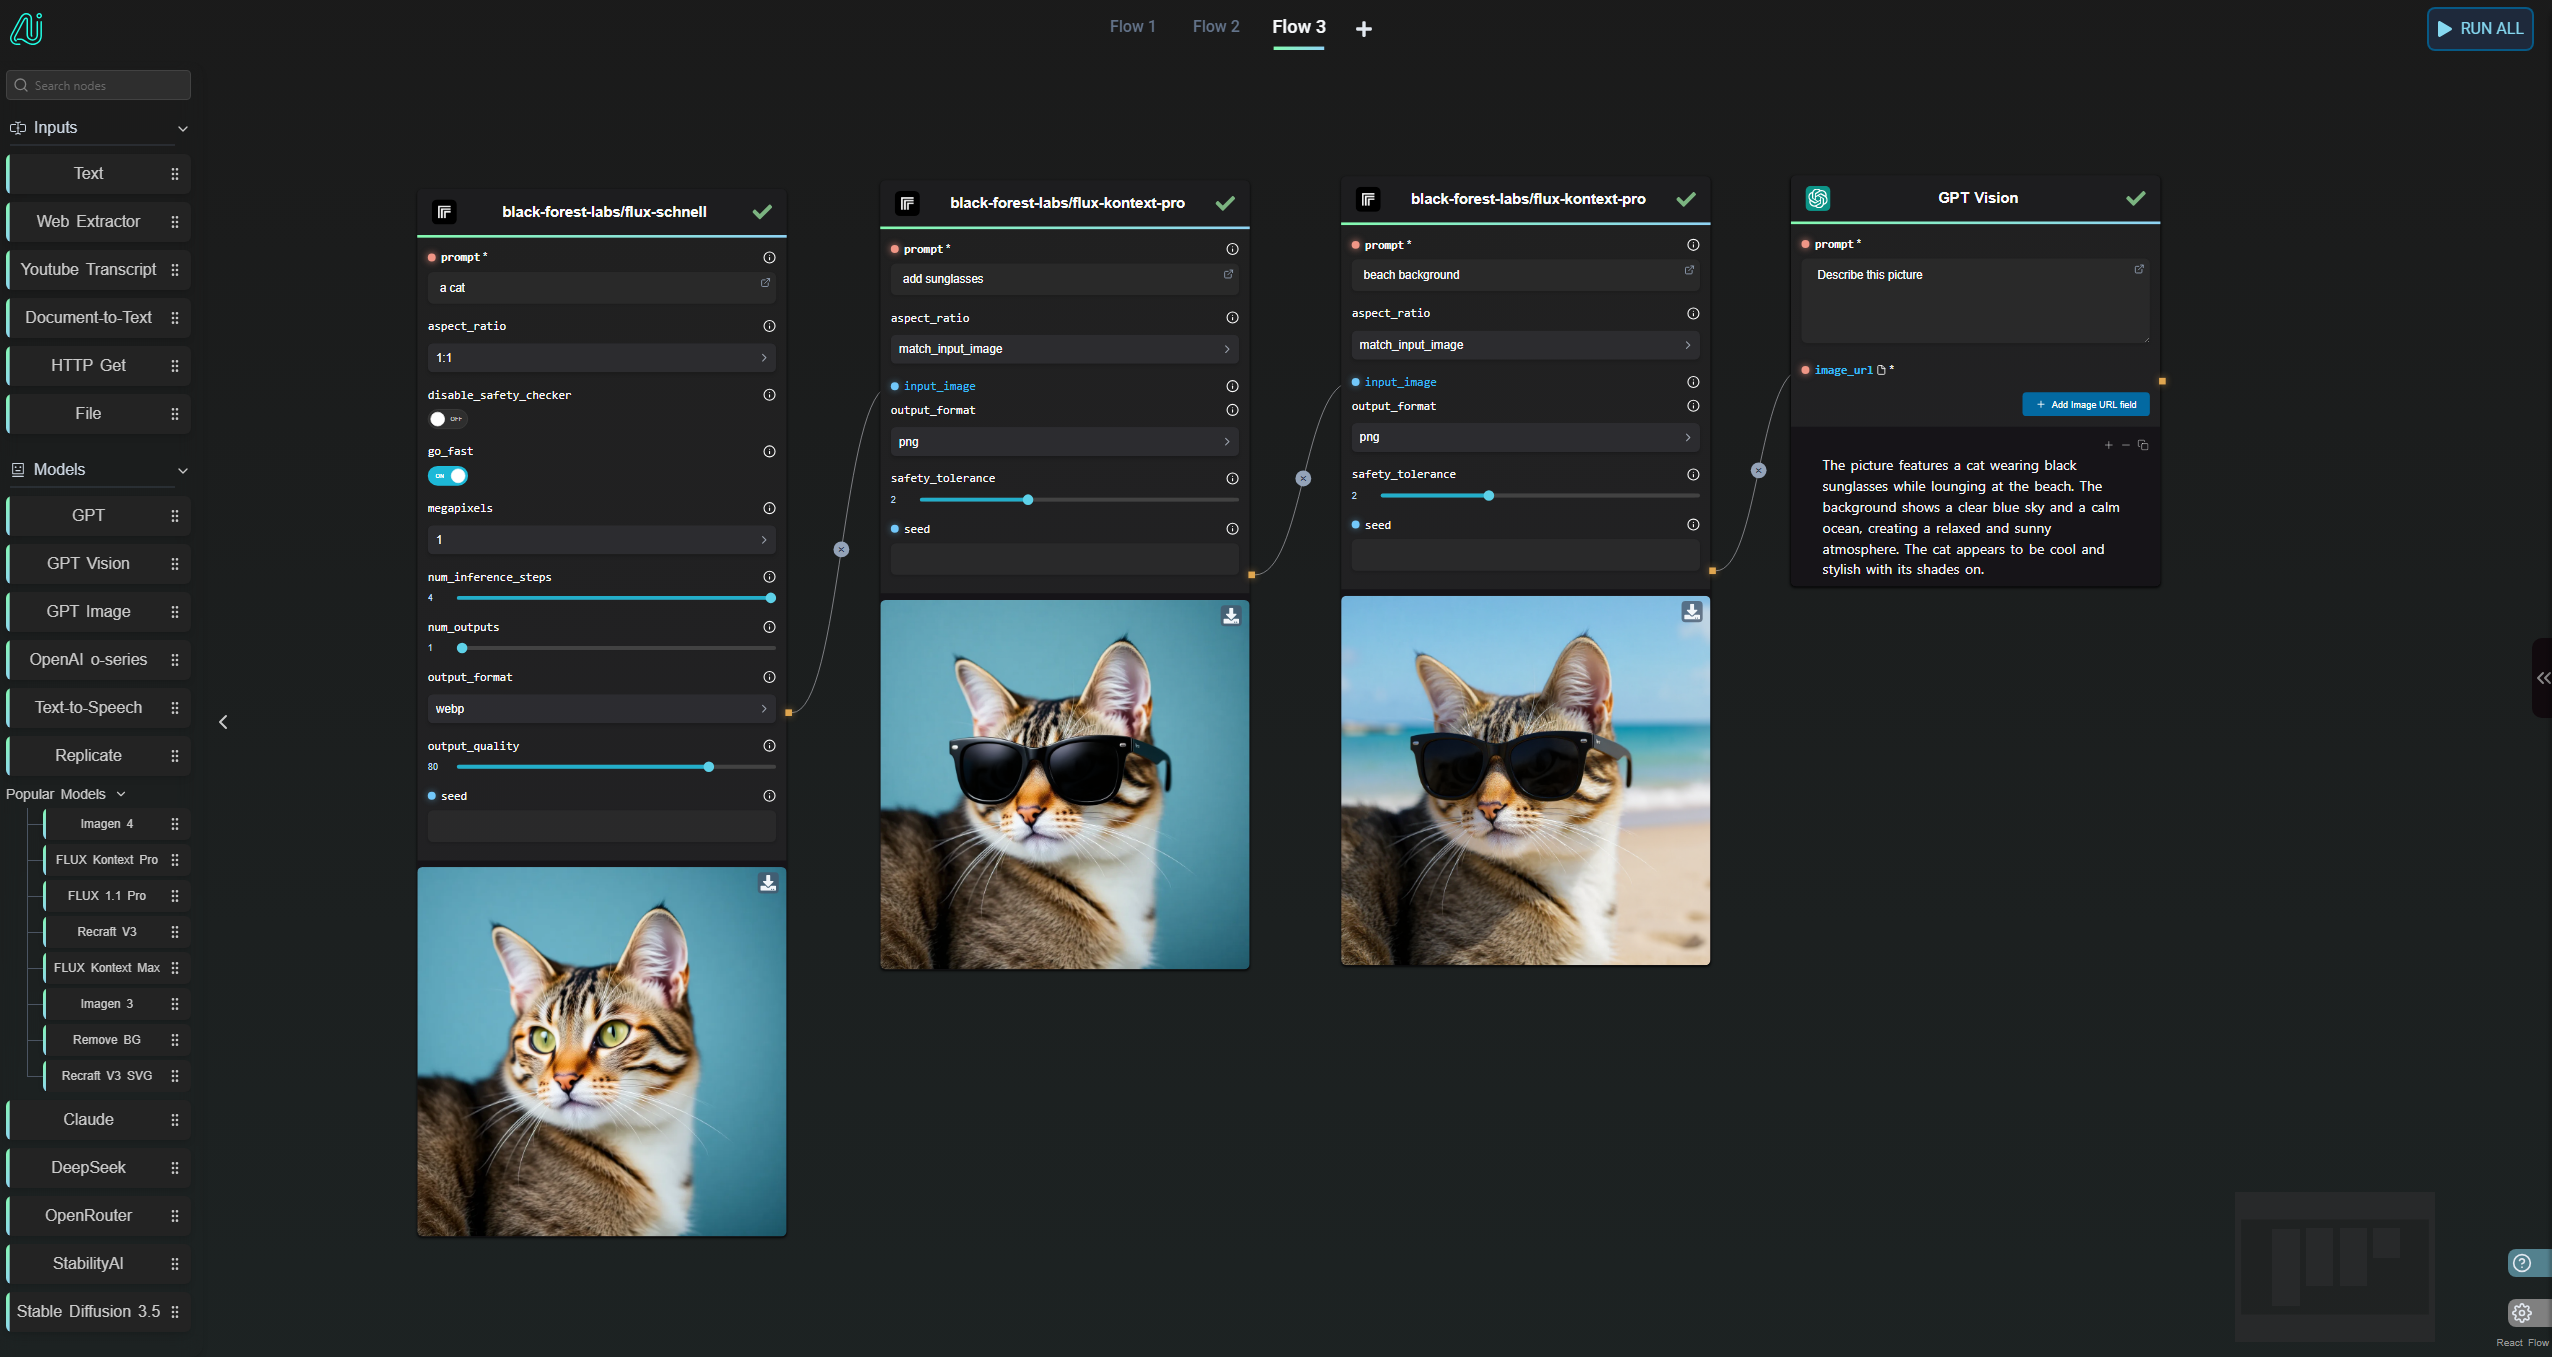 Flow 1
Flow 2
Flow 3
RUN ALL
Search nodes
Inputs
Text
Web Extractor
Youtube Transcript
Document-to-Text
HTTP Get
File
Models
GPT
GPT Vision
GPT Image
OpenAI o-series
Text-to-Speech
Replicate
Popular Models
Imagen 4
FLUX Kontext Pro
FLUX 1.1 Pro
Recraft V3
FLUX Kontext Max
Imagen 3
Remove BG
Recraft V3 SVG
Claude
DeepSeek
OpenRouter
StabilityAI
Stable Diffusion 3.5
black-forest-labs/flux-schnell
prompt*
a cat
aspect_ratio
1:1
disable_safety_checker
OFF
go_fast
ON
megapixels
1
num_inference_steps
4
num_outputs
1
output_format
webp
output_quality
80
seed
black-forest-labs/flux-kontext-pro
prompt*
add sunglasses
aspect_ratio
match_input_image
input_image
output_format
png
safety_tolerance
2
seed
black-forest-labs/flux-kontext-pro
prompt*
beach background
aspect_ratio
match_input_image
input_image
output_format
png
safety_tolerance
2
seed
GPT Vision
prompt*
Describe this picture
image_url *
+ Add Image URL field
The picture features a cat wearing black
sunglasses while lounging at the beach. The
background shows a clear blue sky and a calm
ocean, creating a relaxed and sunny
atmosphere. The cat appears to be cool and
stylish with its shades on.
React Flow